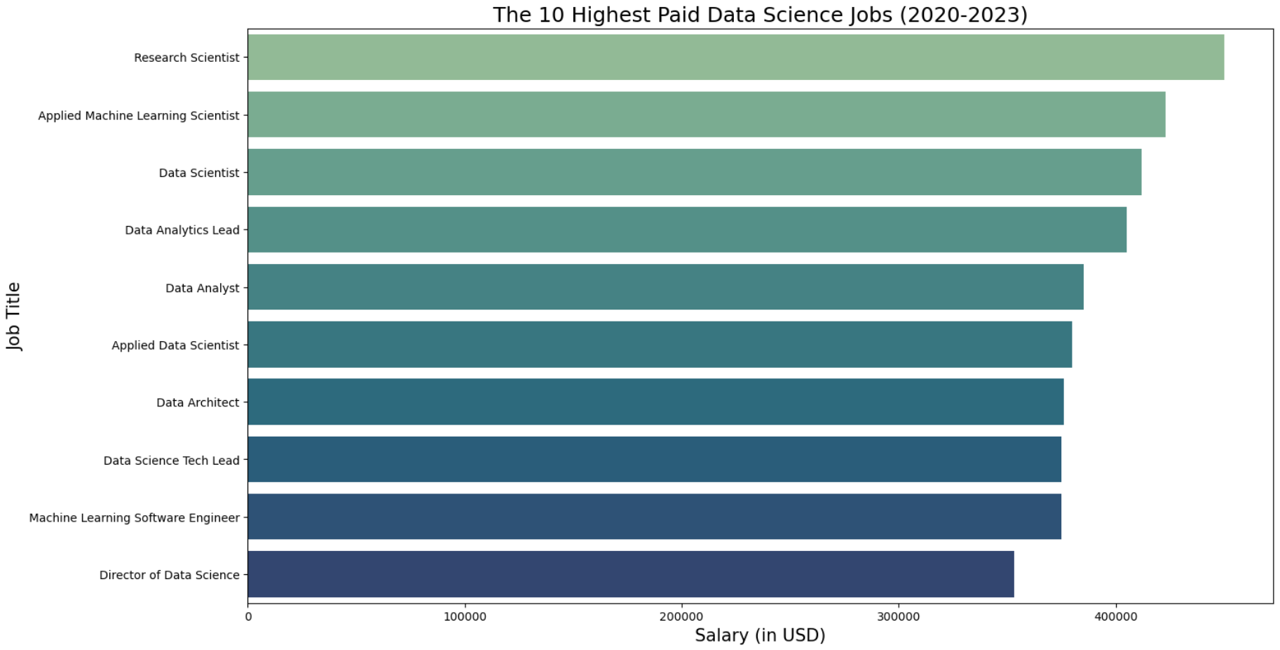 The 10 Highest Paid Data Science Jobs (2020-2023)
Job Title
Research Scientist
Applied Machine Learning Scientist
Data Scientist
Data Analytics Lead
Data Analyst
Applied Data Scientist
Data Architect
Data Science Tech Lead
Machine Learning Software Engineer
Director of Data Science
0 100000 200000 300000 400000
Salary (in USD)